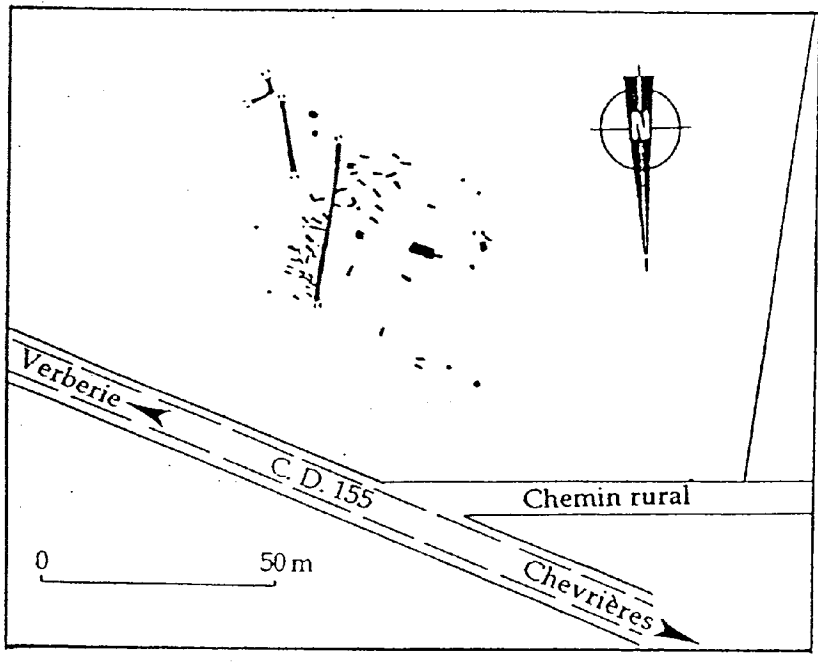 N
Verberie
C. D. 155
Chemin rural
0 50 m
Chevrières